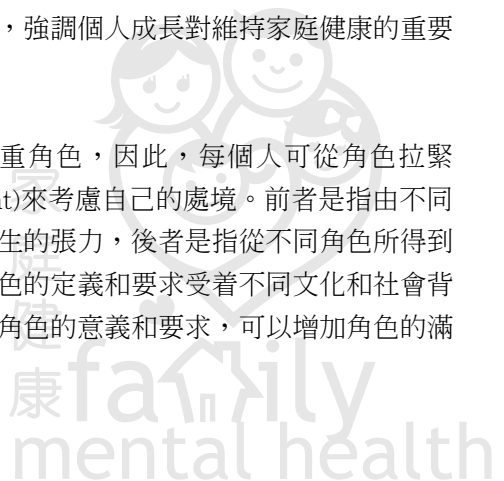 ，強調個人成長對維持家庭健康的重要
重角色，因此，每個人可從角色拉緊
nt)來考慮自己的處境。前者是指由不同
生的張力，後者是指從不同角色所得到
色的定義和要求受着不同文化和社會背
角色的意義和要求，可以增加角色的滿
家庭健康
family
mental health